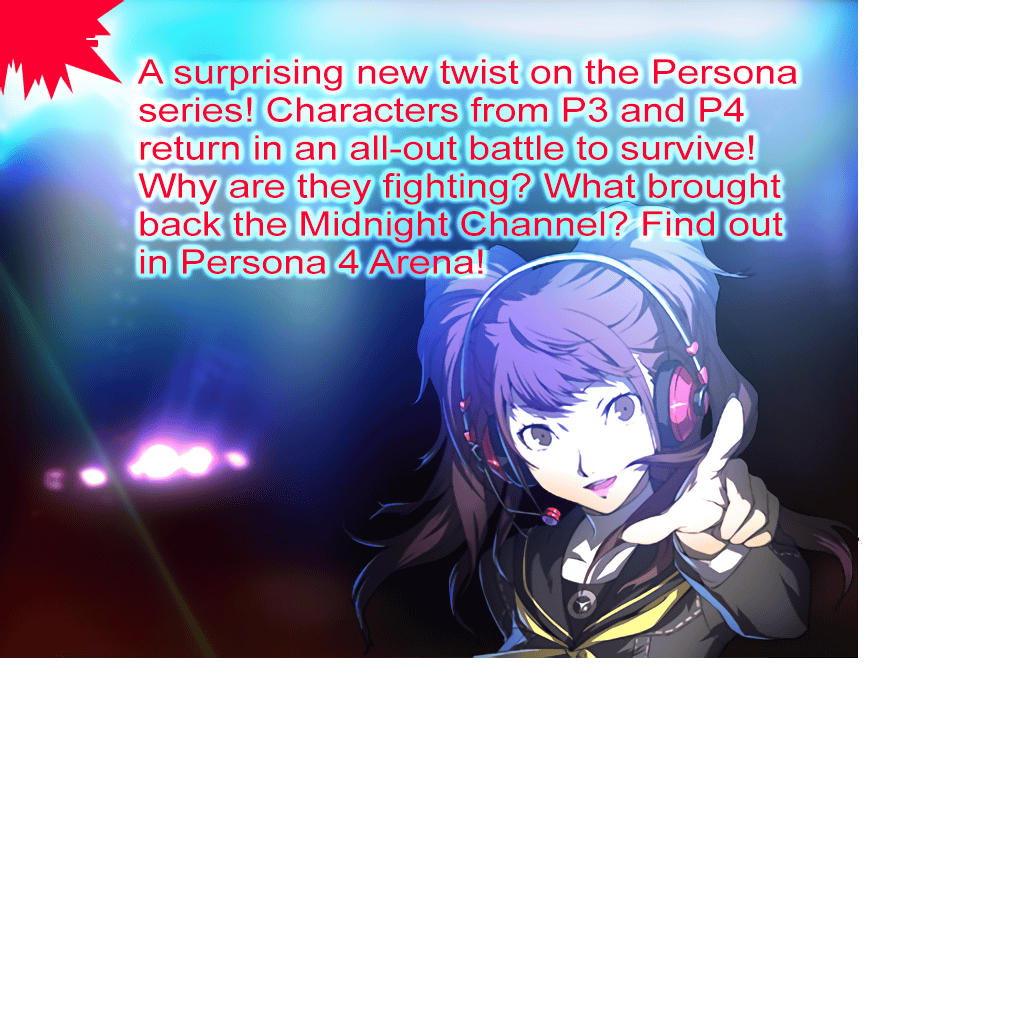 A surprising new twist on the Persona
series! Characters from P3 and P4
return in an all-out battle to survive!
Why are they fighting? What brought
back the Midnight Channel? Find out
in Persona 4 Arena!